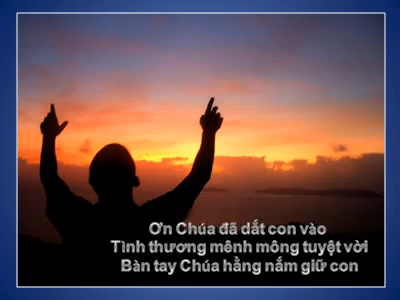 Ơn Chúa đã dắt con vào
Tình thương mênh mông tuyệt vời
Bàn tay Chúa hằng nắm giữ con